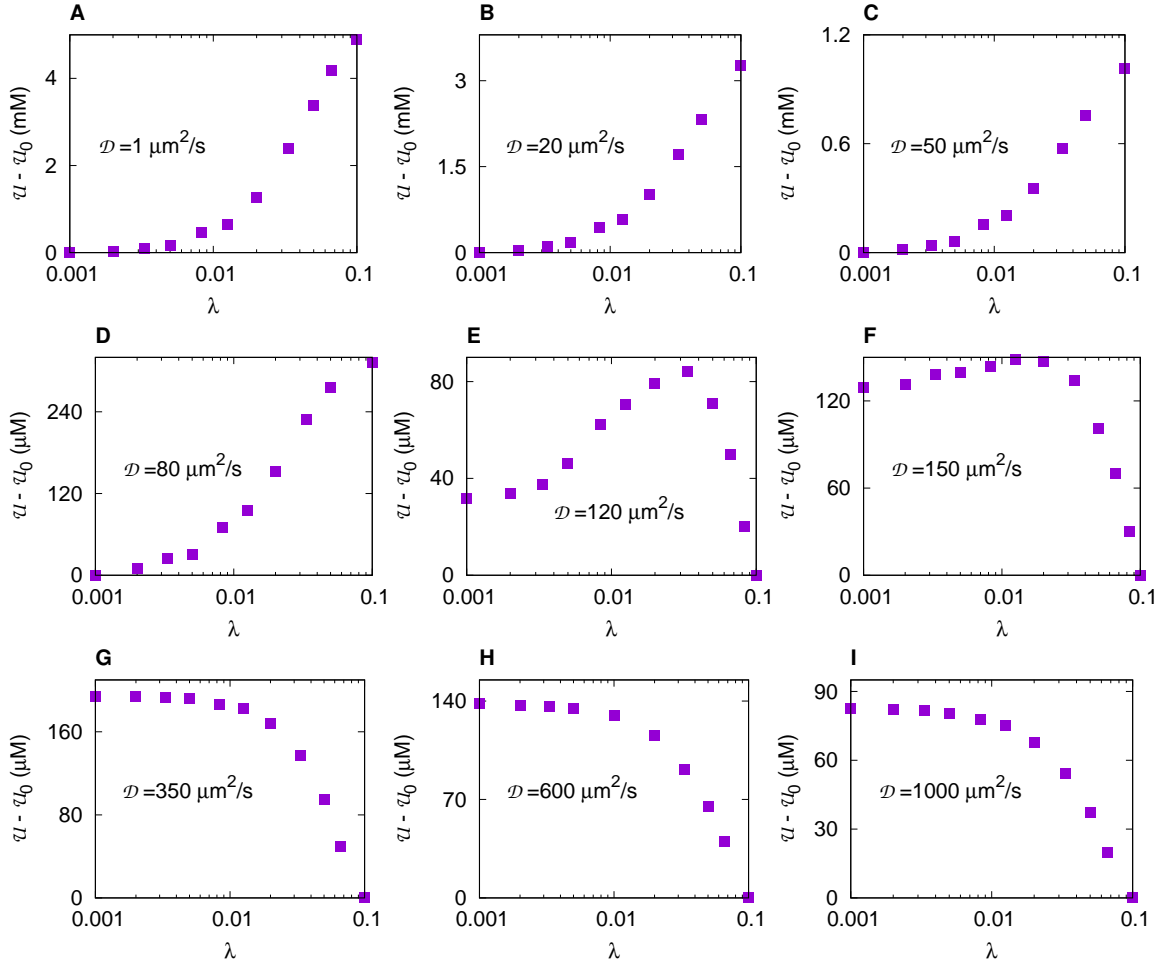 A
4
2
0
0.001
0.01
0.1
𝒰 - 𝒰0 (mM)
𝒟 =1 μm²/s
λ
B
3
1.5
0
0.001
0.01
0.1
𝒰 - 𝒰0 (mM)
𝒟 =20 μm²/s
λ
C
1.2
0.6
0
0.001
0.01
0.1
𝒰 - 𝒰0 (mM)
𝒟 =50 μm²/s
λ
D
240
120
0
0.001
0.01
0.1
𝒰 - 𝒰0 (μM)
𝒟 =80 μm²/s
λ
E
80
40
0
0.001
0.01
0.1
𝒰 - 𝒰0 (μM)
𝒟 =120 μm²/s
λ
F
120
60
0
0.001
0.01
0.1
𝒰 - 𝒰0 (μM)
𝒟 =150 μm²/s
λ
G
160
80
0
0.001
0.01
0.1
𝒰 - 𝒰0 (μM)
𝒟 =350 μm²/s
λ
H
140
70
0
0.001
0.01
0.1
𝒰 - 𝒰0 (μM)
𝒟 =600 μm²/s
λ
I
90
60
30
0
0.001
0.01
0.1
𝒰 - 𝒰0 (μM)
𝒟 =1000 μm²/s
λ